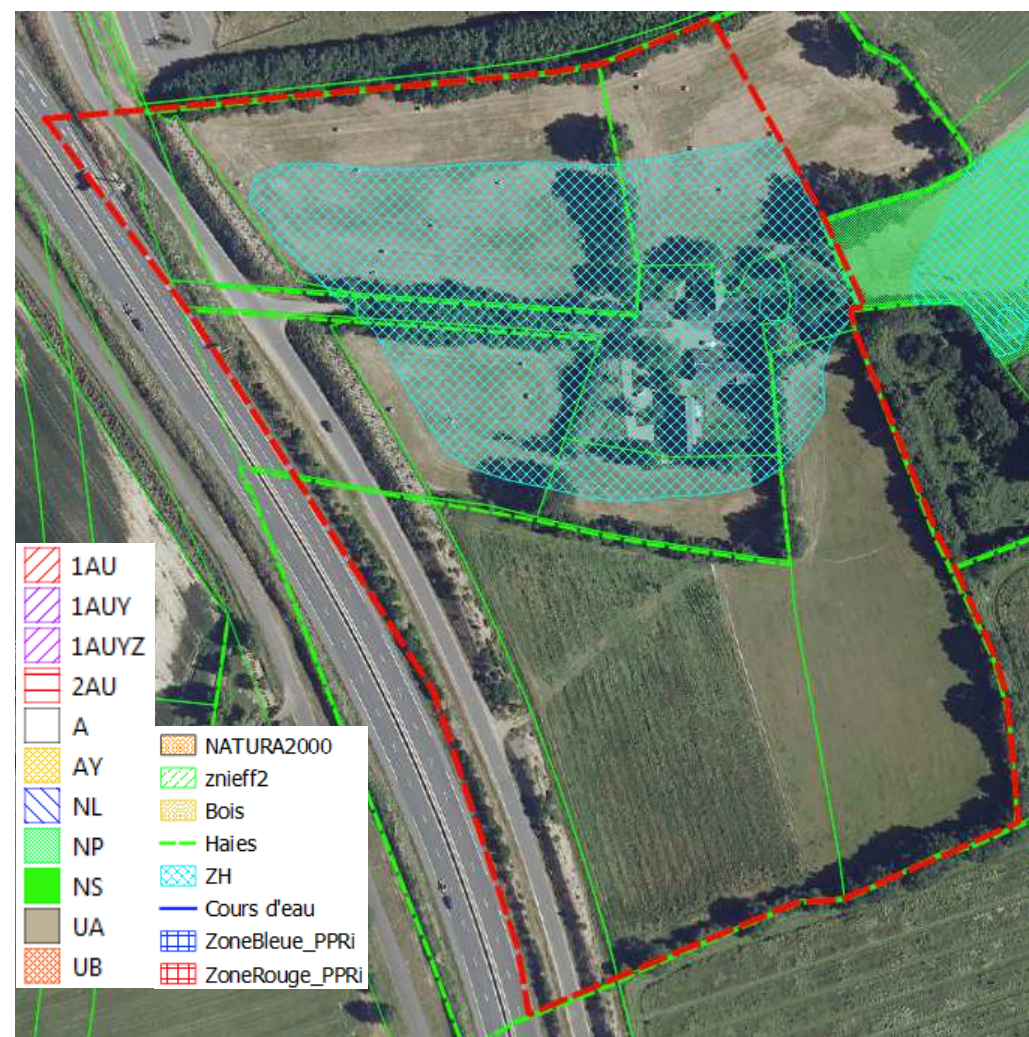 1AU
1AUY
1AUYZ
2AU
A
AY
NL
NP
NS
UA
UB
NATURA2000
znieff2
Bois
Haies
ZH
Cours d'eau
ZoneBleue_PPRi
ZoneRouge_PPRi